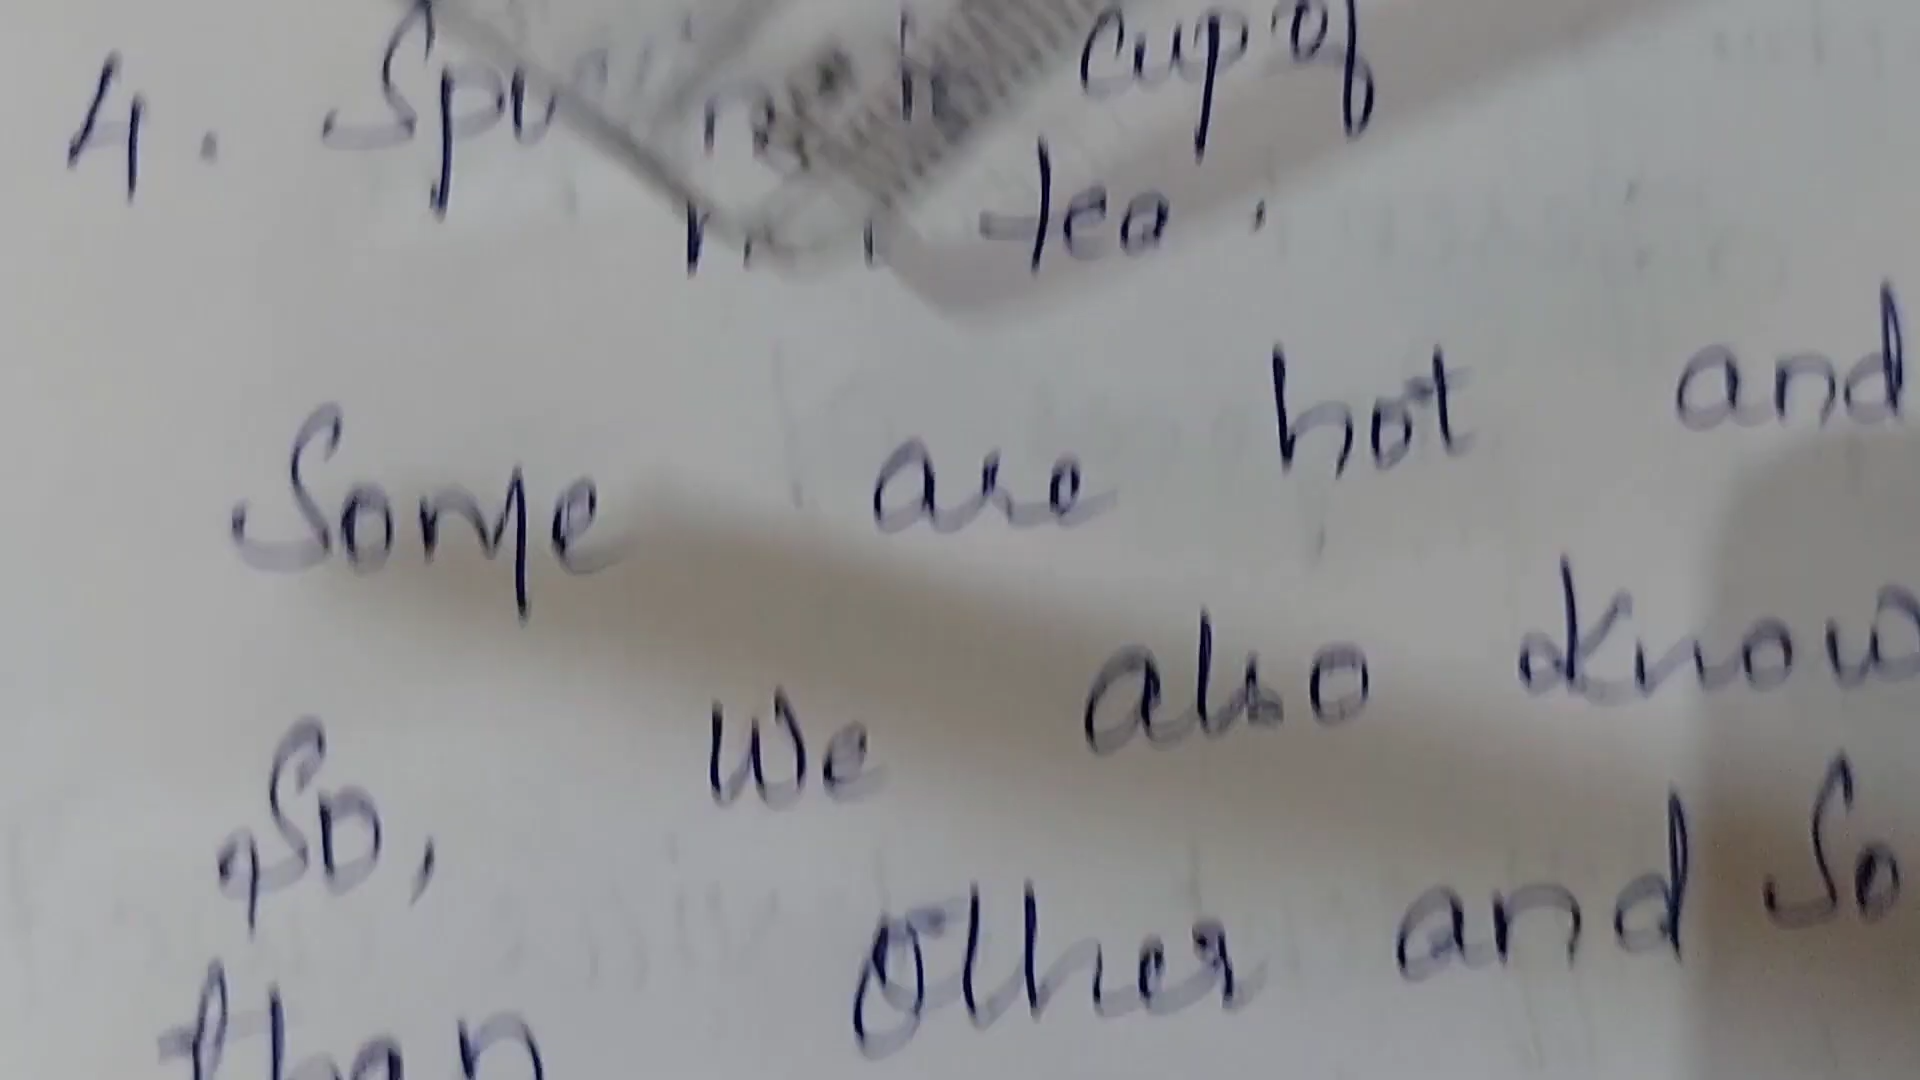 4. cup of
tea.
Some are hot and
So, we also know
than other and So